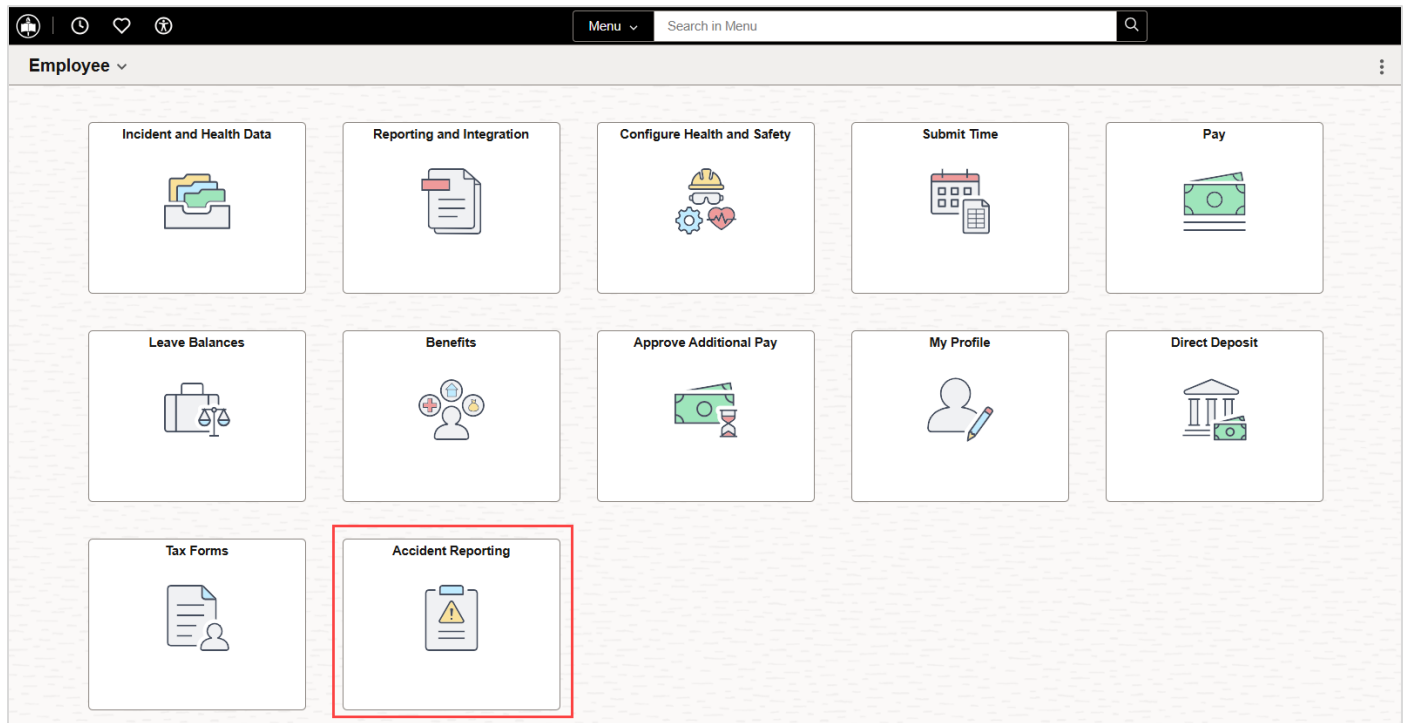 Menu
Search in Menu
Employee
Incident and Health Data
Reporting and Integration
Configure Health and Safety
Submit Time
Pay
Leave Balances
Benefits
Approve Additional Pay
My Profile
Direct Deposit
Tax Forms
Accident Reporting